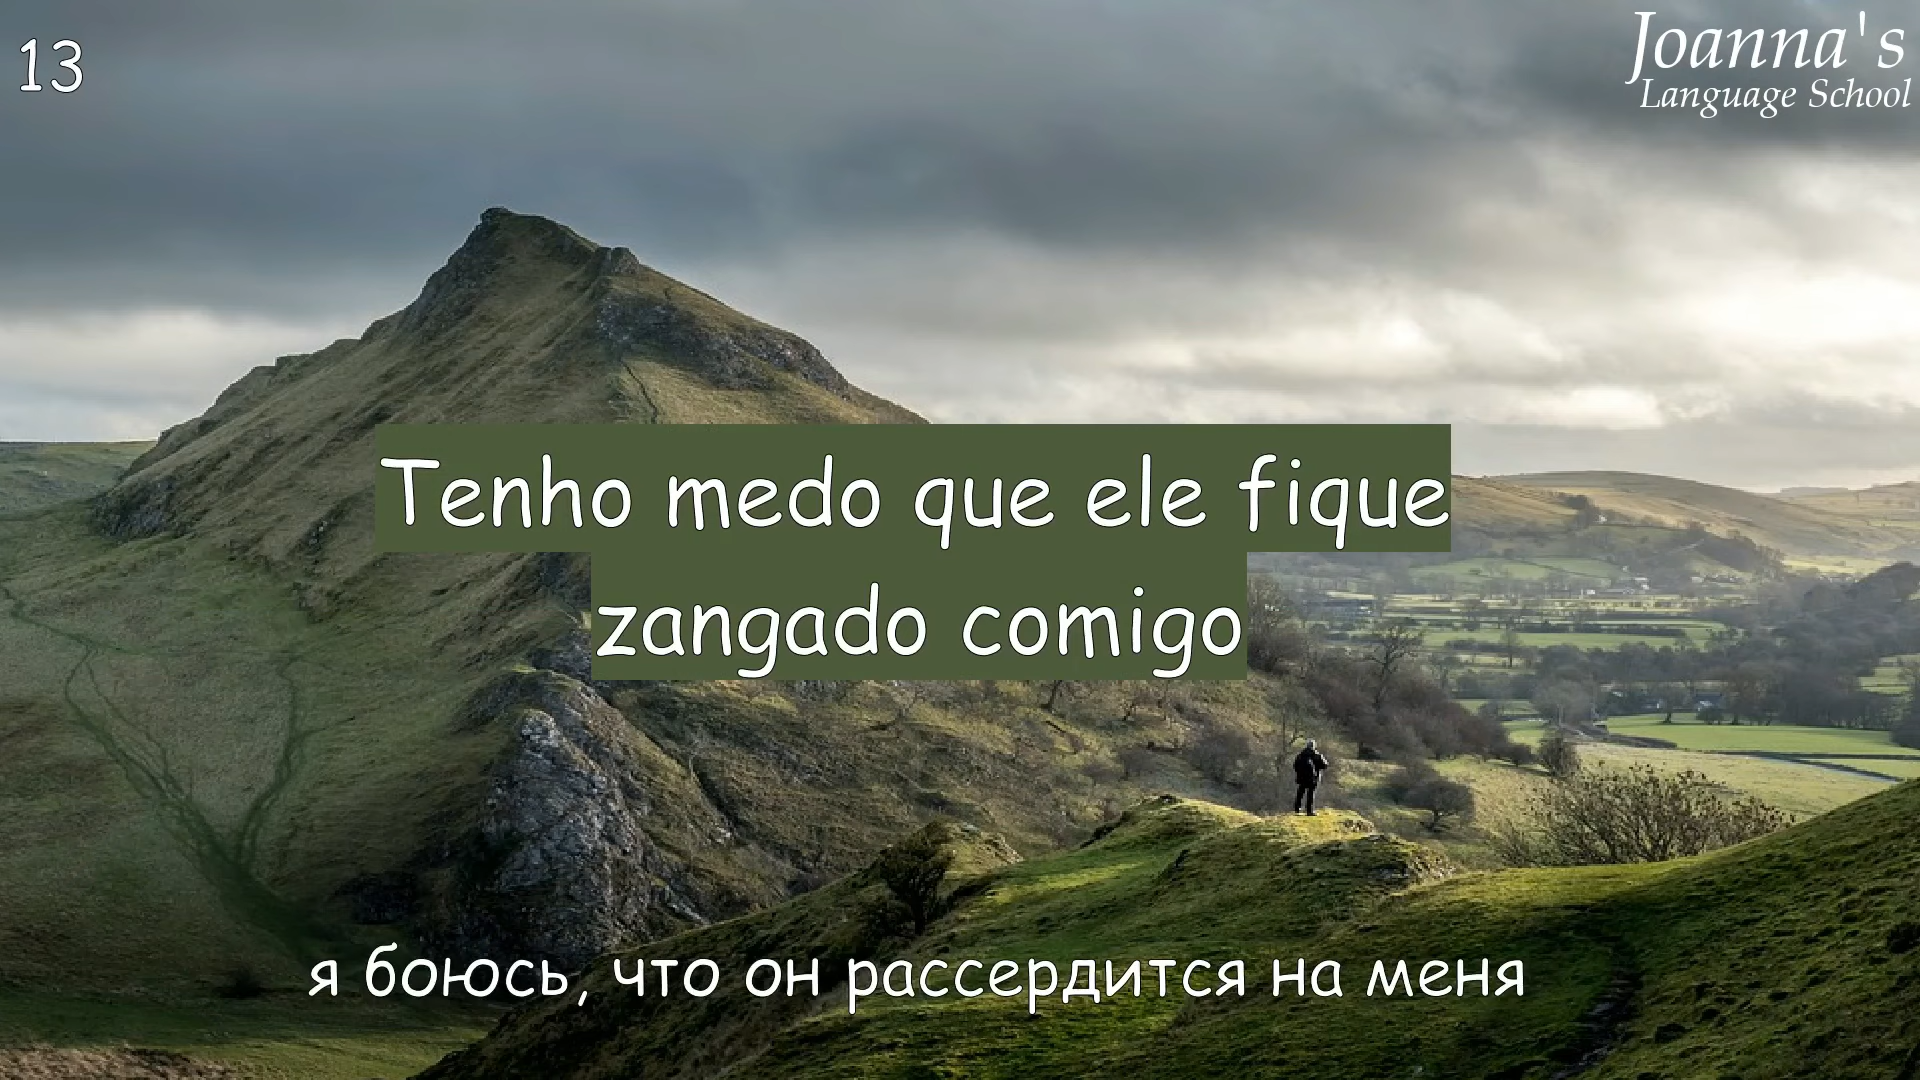 13
Joanna's
Language School
Tenho medo que ele fique
zangado comigo
я боюсь, что он рассердится на меня